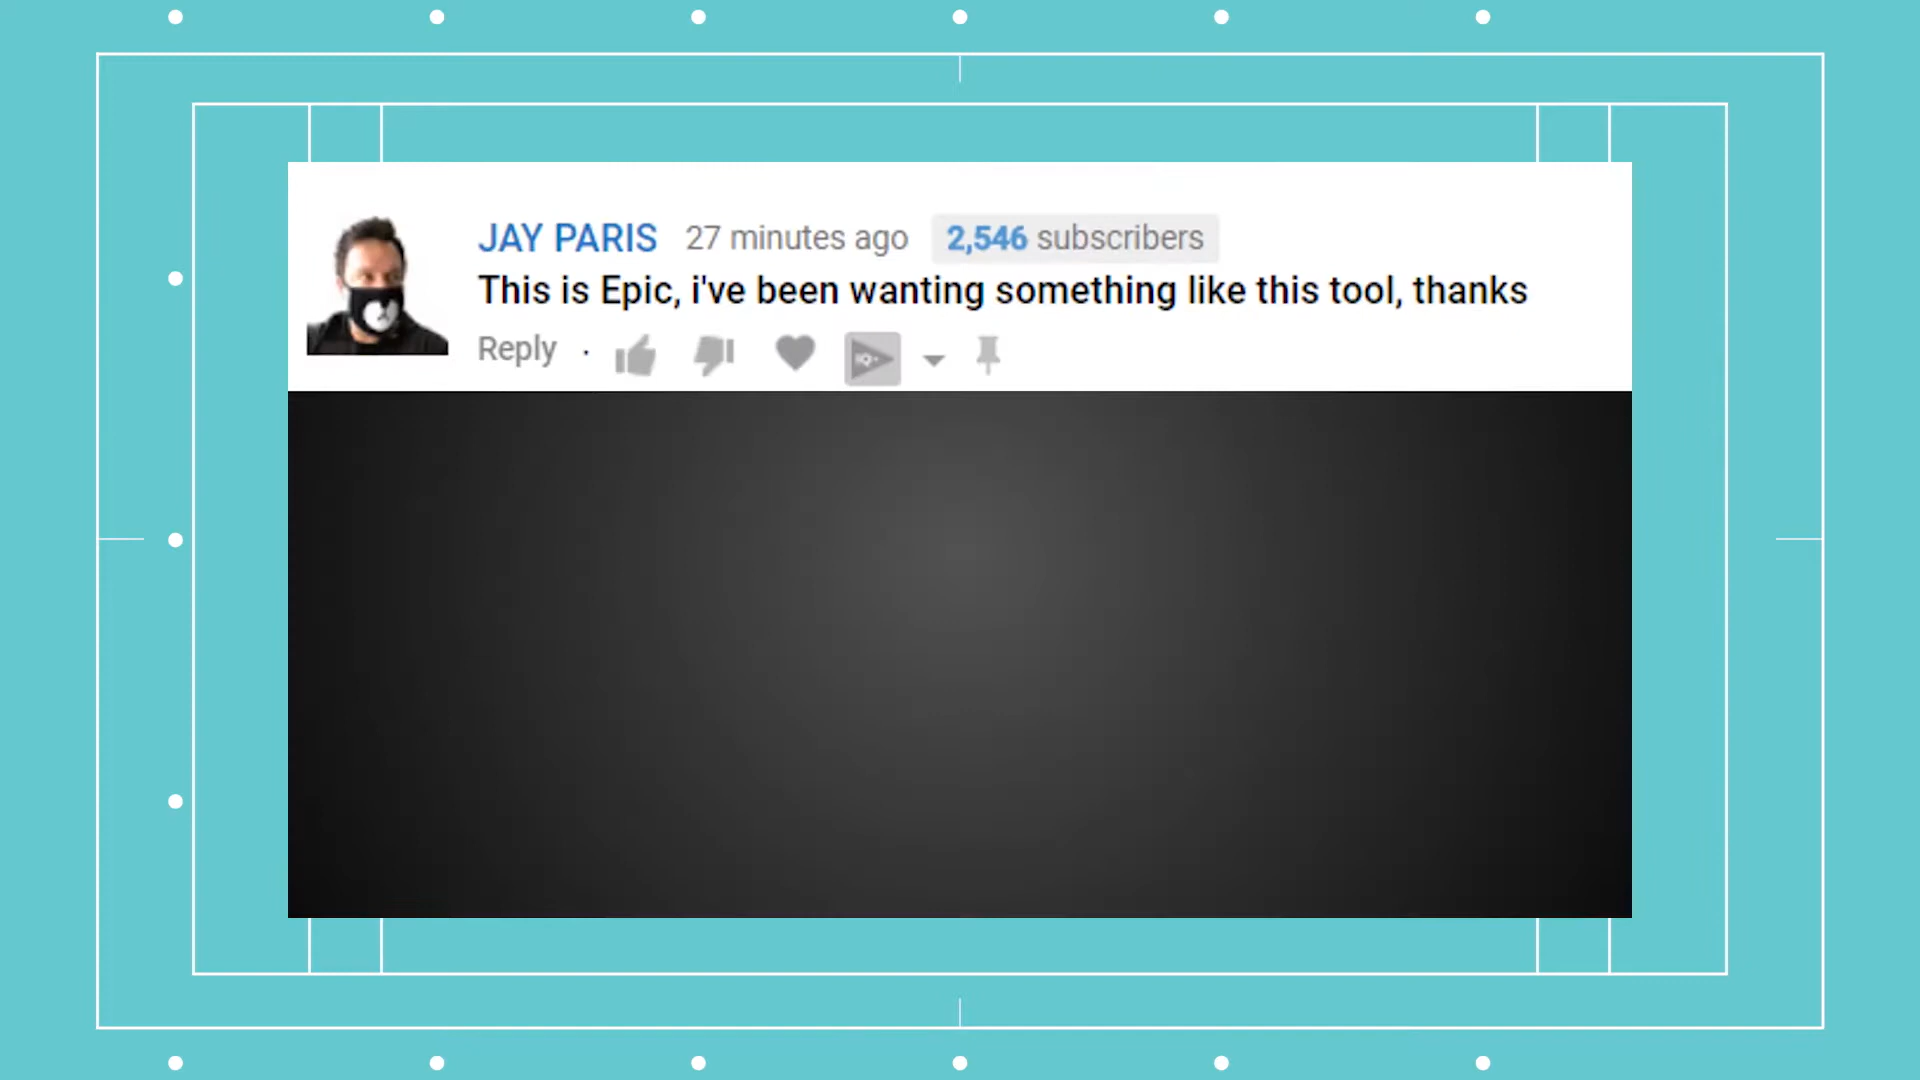 JAY PARIS 27 minutes ago 2,546 subscribers
This is Epic, i've been wanting something like this tool, thanks
Reply ·